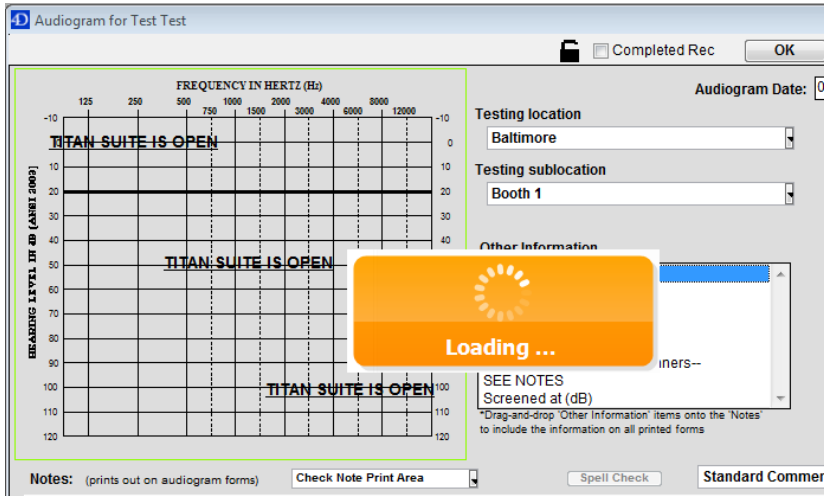 4D Audiogram for Test Test
Completed Rec
OK
FREQUENCY IN HERTZ (Hz)
125 250 500 1000 2000 4000 8000
750 1500 3000 6000 12000
-10 -10
TITAN SUITE IS OPEN
0
10 10
20 20
30 30
40 40
50
TITAN SUITE IS OPEN
60
70
80
90
100 100
TITAN SUITE IS OPEN
110 110
120 120
HEARING LEVEL IN dB (ANSI 2003)
Audiogram Date: 0
Testing location
Baltimore
Testing sublocation
Booth 1
Other Information
Loading ...
SEE NOTES
Screened at (dB)
*Drag-and-drop 'Other Information' items onto the 'Notes'
to include the information on all printed forms
Notes: (prints out on audiogram forms)
Check Note Print Area
Spell Check
Standard Commer